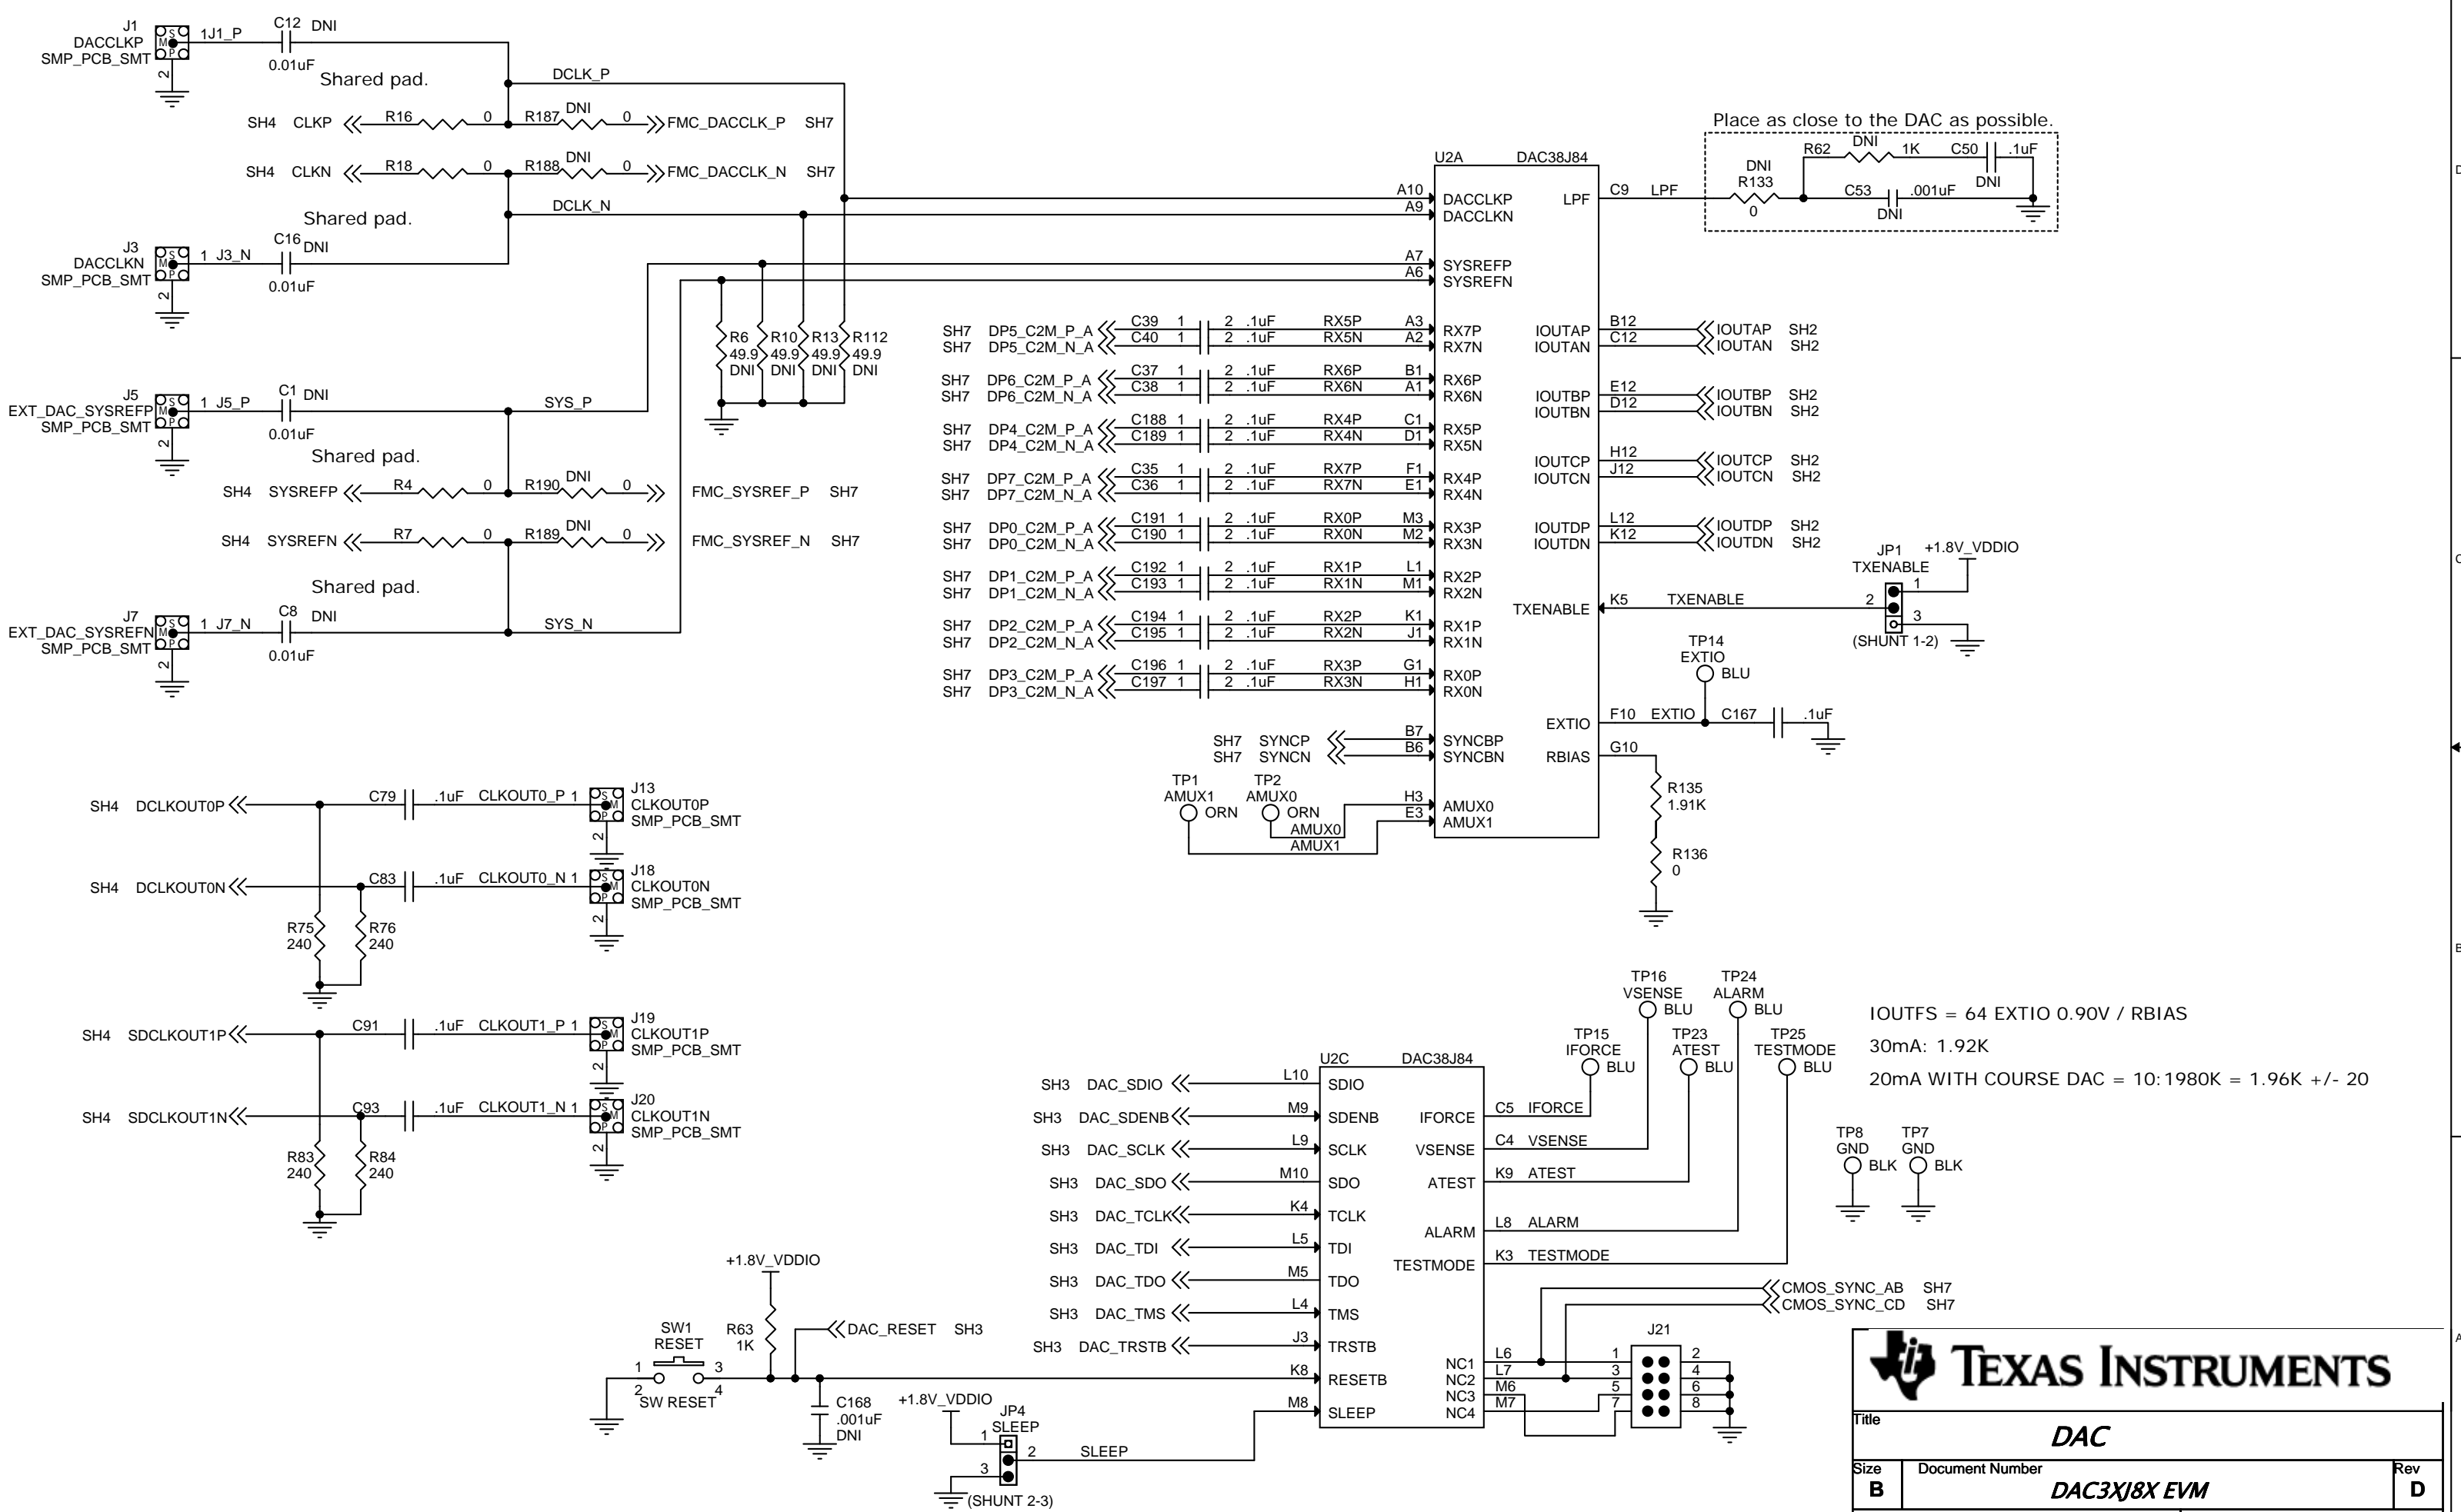 J1
DACCLKP
SMP_PCB_SMT
1 J1_P
2
C12 DNI
0.01uF
Shared pad.
DCLK_P
SH4 CLKP R16 0 R187 DNI 0 FMC_DACCLK_P SH7
SH4 CLKN R18 0 R188 DNI 0 FMC_DACCLK_N SH7
Shared pad.
DCLK_N
J3
DACCLKN
SMP_PCB_SMT
1 J3_N
2
C16 DNI
0.01uF
J5
EXT_DAC_SYSREFP
SMP_PCB_SMT
1 J5_P
2
C1 DNI
0.01uF
SYS_P
Shared pad.
SH4 SYSREFP R4 0 R190 DNI 0 FMC_SYSREF_P SH7
SH4 SYSREFN R7 0 R189 DNI 0 FMC_SYSREF_N SH7
Shared pad.
J7
EXT_DAC_SYSREFN
SMP_PCB_SMT
1 J7_N
2
C8 DNI
0.01uF
SYS_N
R6 R10 R13 R112
49.9 49.9 49.9 49.9
DNI DNI DNI DNI
U2A DAC38J84
A10 DACCLKP
A9 DACCLKN
A7 SYSREFP
A6 SYSREFN
SH7 DP5_C2M_P_A C39 1 2 .1uF RX5P A3 RX7P
SH7 DP5_C2M_N_A C40 1 2 .1uF RX5N A2 RX7N
SH7 DP6_C2M_P_A C37 1 2 .1uF RX6P B1 RX6P
SH7 DP6_C2M_N_A C38 1 2 .1uF RX6N A1 RX6N
SH7 DP4_C2M_P_A C188 1 2 .1uF RX4P C1 RX5P
SH7 DP4_C2M_N_A C189 1 2 .1uF RX4N D1 RX5N
SH7 DP7_C2M_P_A C35 1 2 .1uF RX7P F1 RX4P
SH7 DP7_C2M_N_A C36 1 2 .1uF RX7N E1 RX4N
SH7 DP0_C2M_P_A C191 1 2 .1uF RX0P M3 RX3P
SH7 DP0_C2M_N_A C190 1 2 .1uF RX0N M2 RX3N
SH7 DP1_C2M_P_A C192 1 2 .1uF RX1P L1 RX2P
SH7 DP1_C2M_N_A C193 1 2 .1uF RX1N M1 RX2N
SH7 DP2_C2M_P_A C194 1 2 .1uF RX2P K1 RX1P
SH7 DP2_C2M_N_A C195 1 2 .1uF RX2N J1 RX1N
SH7 DP3_C2M_P_A C196 1 2 .1uF RX3P G1 RX0P
SH7 DP3_C2M_N_A C197 1 2 .1uF RX3N H1 RX0N
SH7 SYNCP B7 SYNCBP
SH7 SYNCN B6 SYNCBN
TP1 TP2
AMUX1 AMUX0
ORN ORN
AMUX0 H3 AMUX0
AMUX1 E3 AMUX1
Place as close to the DAC as possible.
LPF C9 LPF
DNI
R133
0
R62 DNI 1K C50 .1uF
DNI
C53 .001uF
DNI
IOUTAP B12 IOUTAP SH2
IOUTAN C12 IOUTAN SH2
IOUTBP E12 IOUTBP SH2
IOUTBN D12 IOUTBN SH2
IOUTCP H12 IOUTCP SH2
IOUTCN J12 IOUTCN SH2
IOUTDP L12 IOUTDP SH2
IOUTDN K12 IOUTDN SH2
JP1 +1.8V_VDDIO
TXENABLE
TXENABLE K5 TXENABLE 2
1
3
(SHUNT 1-2)
TP14
EXTIO
BLU
EXTIO F10 EXTIO C167 .1uF
RBIAS G10
R135
1.91K
R136
0
SH4 DCLKOUT0P C79 .1uF CLKOUT0_P 1
J13
CLKOUT0P
SMP_PCB_SMT
2
SH4 DCLKOUT0N C83 .1uF CLKOUT0_N 1
J18
CLKOUT0N
SMP_PCB_SMT
2
R75 R76
240 240
SH4 SDCLKOUT1P C91 .1uF CLKOUT1_P 1
J19
CLKOUT1P
SMP_PCB_SMT
2
SH4 SDCLKOUT1N C93 .1uF CLKOUT1_N 1
J20
CLKOUT1N
SMP_PCB_SMT
2
R83 R84
240 240
TP16 TP24
VSENSE ALARM
BLU BLU
TP15 TP23 TP25
IFORCE ATEST TESTMODE
BLU BLU BLU
U2C DAC38J84
SH3 DAC_SDIO L10 SDIO
SH3 DAC_SDENB M9 SDENB
SH3 DAC_SCLK L9 SCLK
SH3 DAC_SDO M10 SDO
SH3 DAC_TCLK K4 TCLK
SH3 DAC_TDI L5 TDI
SH3 DAC_TDO M5 TDO
SH3 DAC_TMS L4 TMS
SH3 DAC_TRSTB J3 TRSTB
K8 RESETB
M8 SLEEP
IFORCE C5 IFORCE
VSENSE C4 VSENSE
ATEST K9 ATEST
ALARM L8 ALARM
TESTMODE K3 TESTMODE
CMOS_SYNC_AB SH7
CMOS_SYNC_CD SH7
J21
NC1 L6 1 2
NC2 L7 3 4
NC3 M6 5 6
NC4 M7 7 8
+1.8V_VDDIO
R63
1K
DAC_RESET SH3
SW1
RESET
1 3
2 4
SW RESET
C168
.001uF
DNI
+1.8V_VDDIO
JP4
SLEEP
1
2 SLEEP
3
(SHUNT 2-3)
IOUTFS = 64 EXTIO 0.90V / RBIAS
30mA: 1.92K
20mA WITH COURSE DAC = 10:1980K = 1.96K +/- 20
TP8 TP7
GND GND
BLK BLK
TEXAS INSTRUMENTS
Title
DAC
Size
B
Document Number
DAC3XJ8X EVM
Rev
D